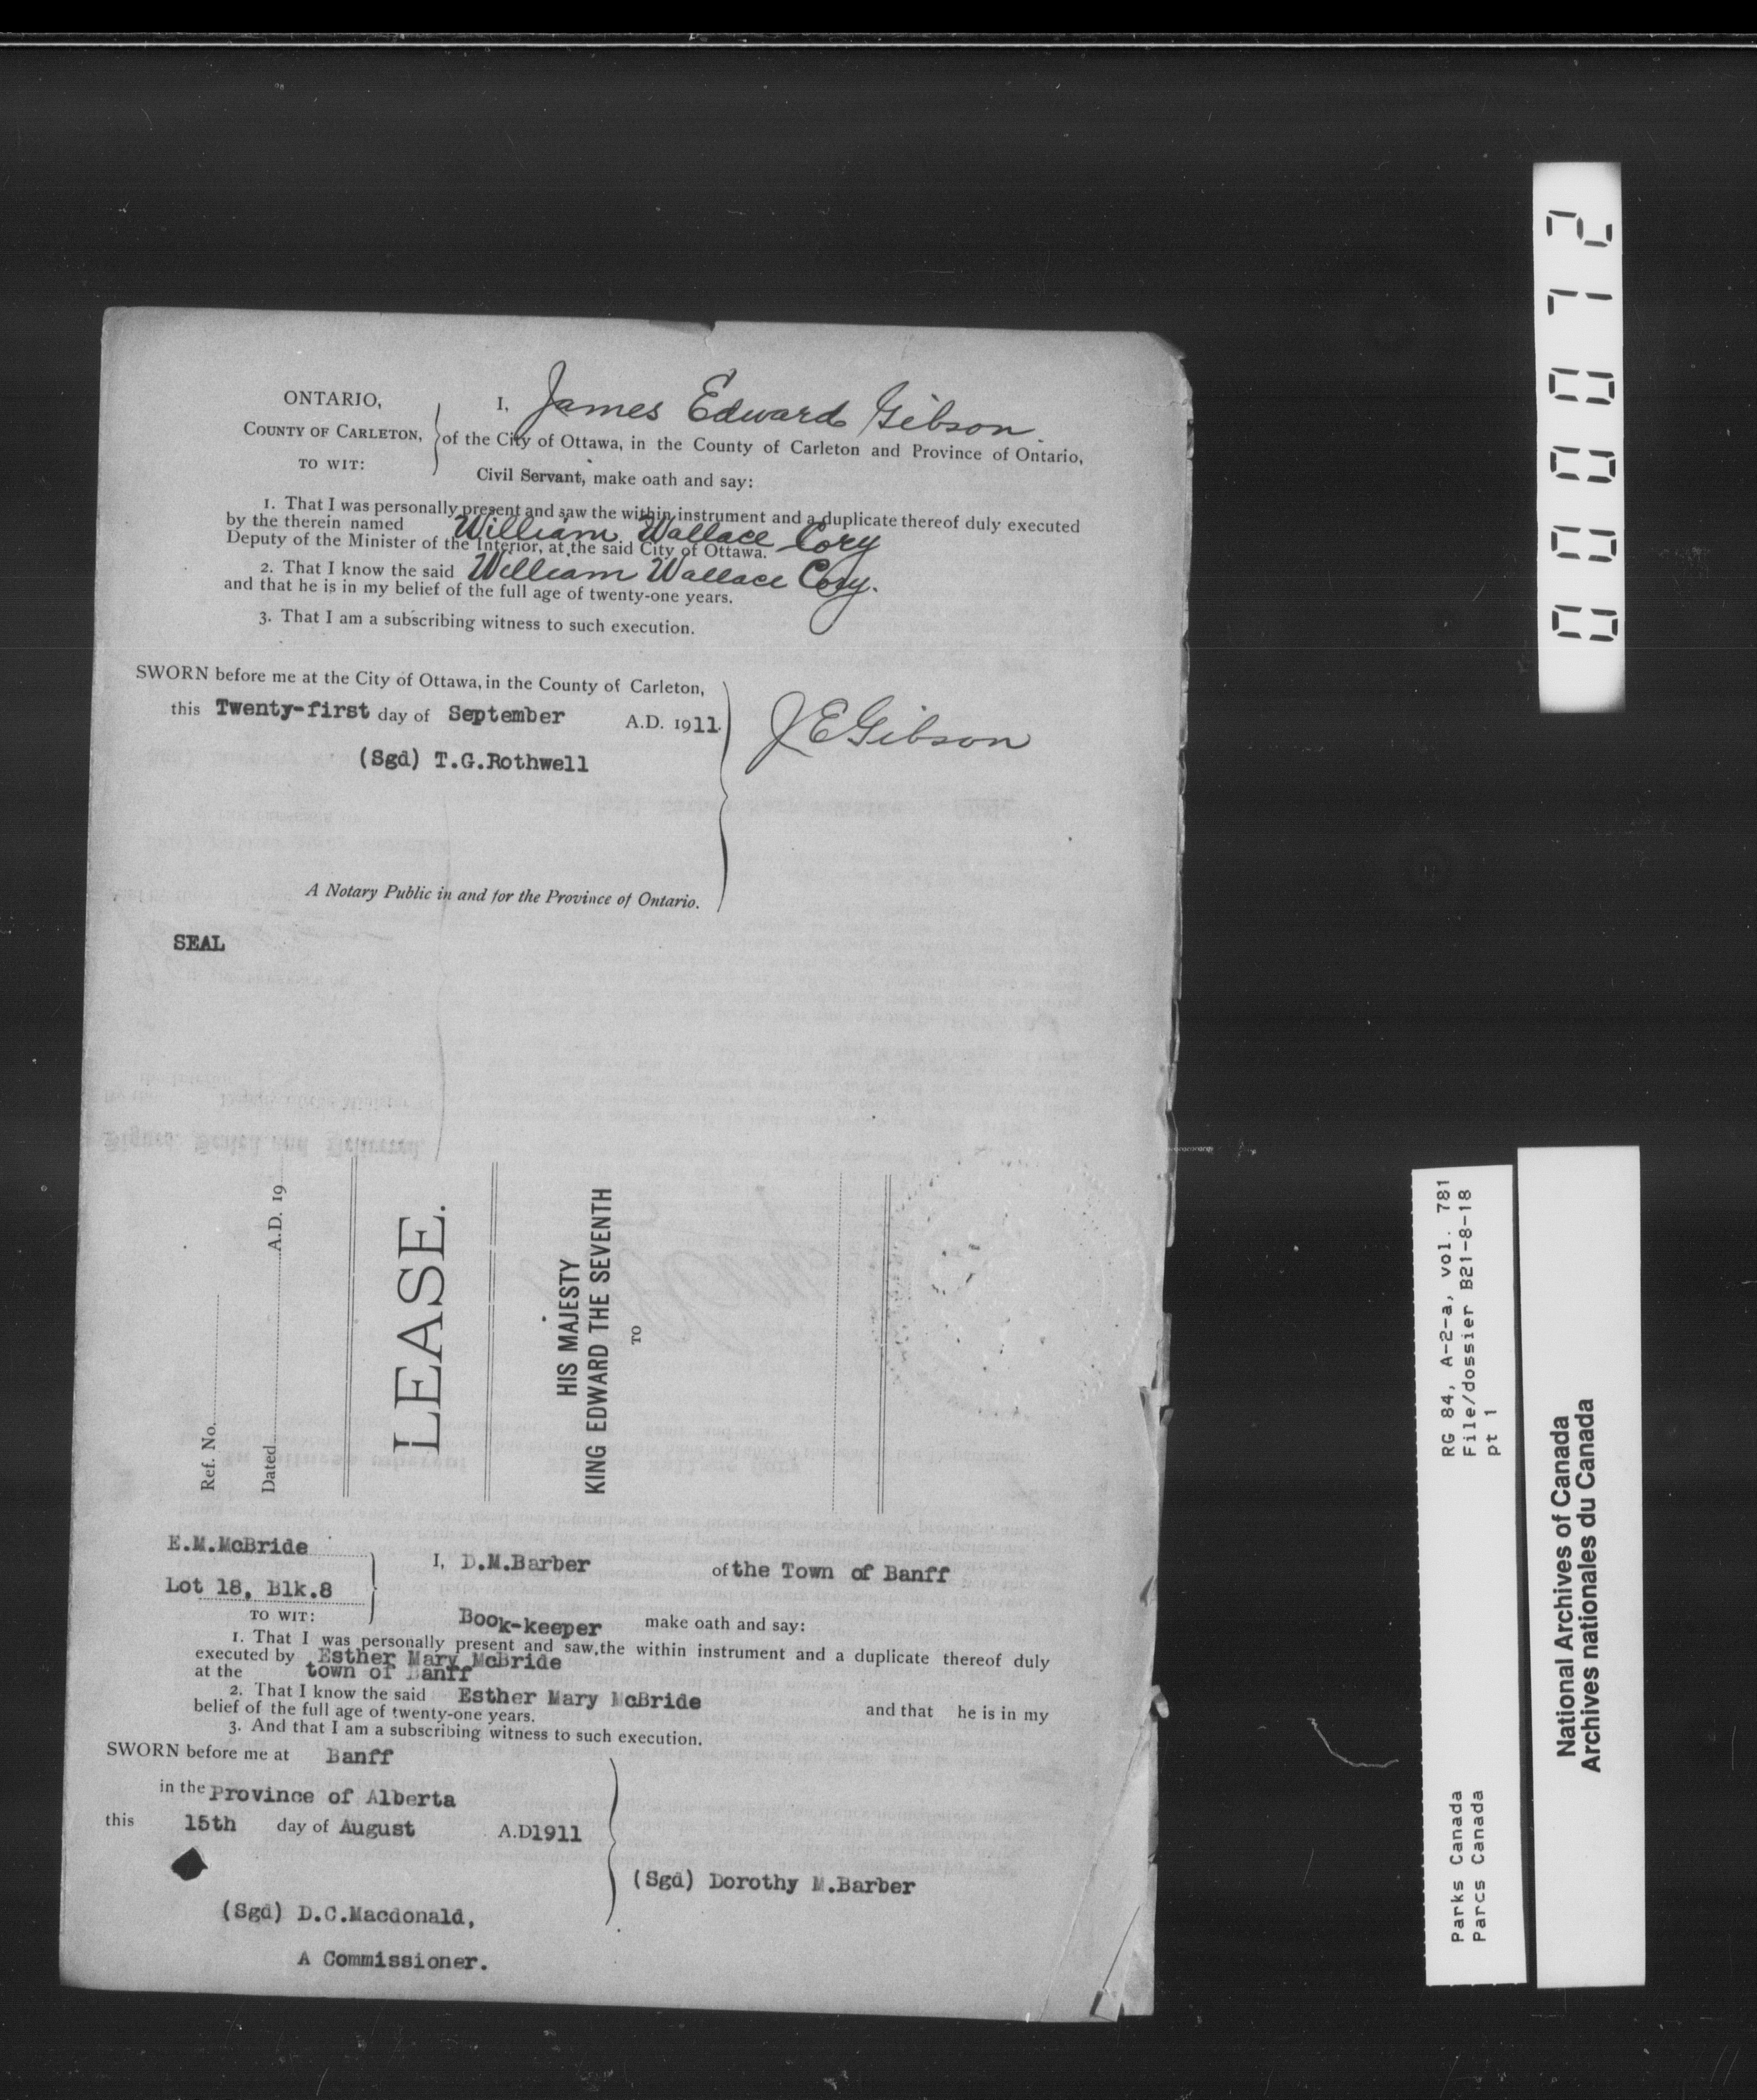 ONTARIO,
COUNTY OF CARLETON,
TO WIT:
I, James Edward Gibson
of the City of Ottawa, in the County of Carleton and Province of Ontario,
Civil Servant, make oath and say:
1. That I was personally present and saw the within instrument and a duplicate thereof duly executed
by the therein named William Wallace Cory
Deputy of the Minister of the Interior, at the said City of Ottawa.
2. That I know the said William Wallace Cory.
and that he is in my belief of the full age of twenty-one years.
3. That I am a subscribing witness to such execution.
SWORN before me at the City of Ottawa, in the County of Carleton,
this Twenty-first day of September A.D. 1911.
(Sgd) T.G.Rothwell
J E Gibson
A Notary Public in and for the Province of Ontario.
SEAL
Ref. No.
Dated A.D. 19
LEASE.
HIS MAJESTY
KING EDWARD THE SEVENTH
TO
E.M.McBride
Lot 18, Blk.8
TO WIT:
I, D.M.Barber of the Town of Banff
Book-keeper make oath and say:
1. That I was personally present and saw the within instrument and a duplicate thereof duly
executed by Esther Mary McBride
at the town of Banff
2. That I know the said Esther Mary McBride and that he is in my
belief of the full age of twenty-one years.
3. And that I am a subscribing witness to such execution.
SWORN before me at Banff
in the Province of Alberta
this 15th day of August A.D1911
(Sgd) Dorothy M.Barber
(Sgd) D.C.Macdonald,
A Commissioner.
000072
RG 84, A-2-a, vol. 781
File/dossier B21-8-18
pt 1
Parks Canada
Parcs Canada
National Archives of Canada
Archives nationales du Canada